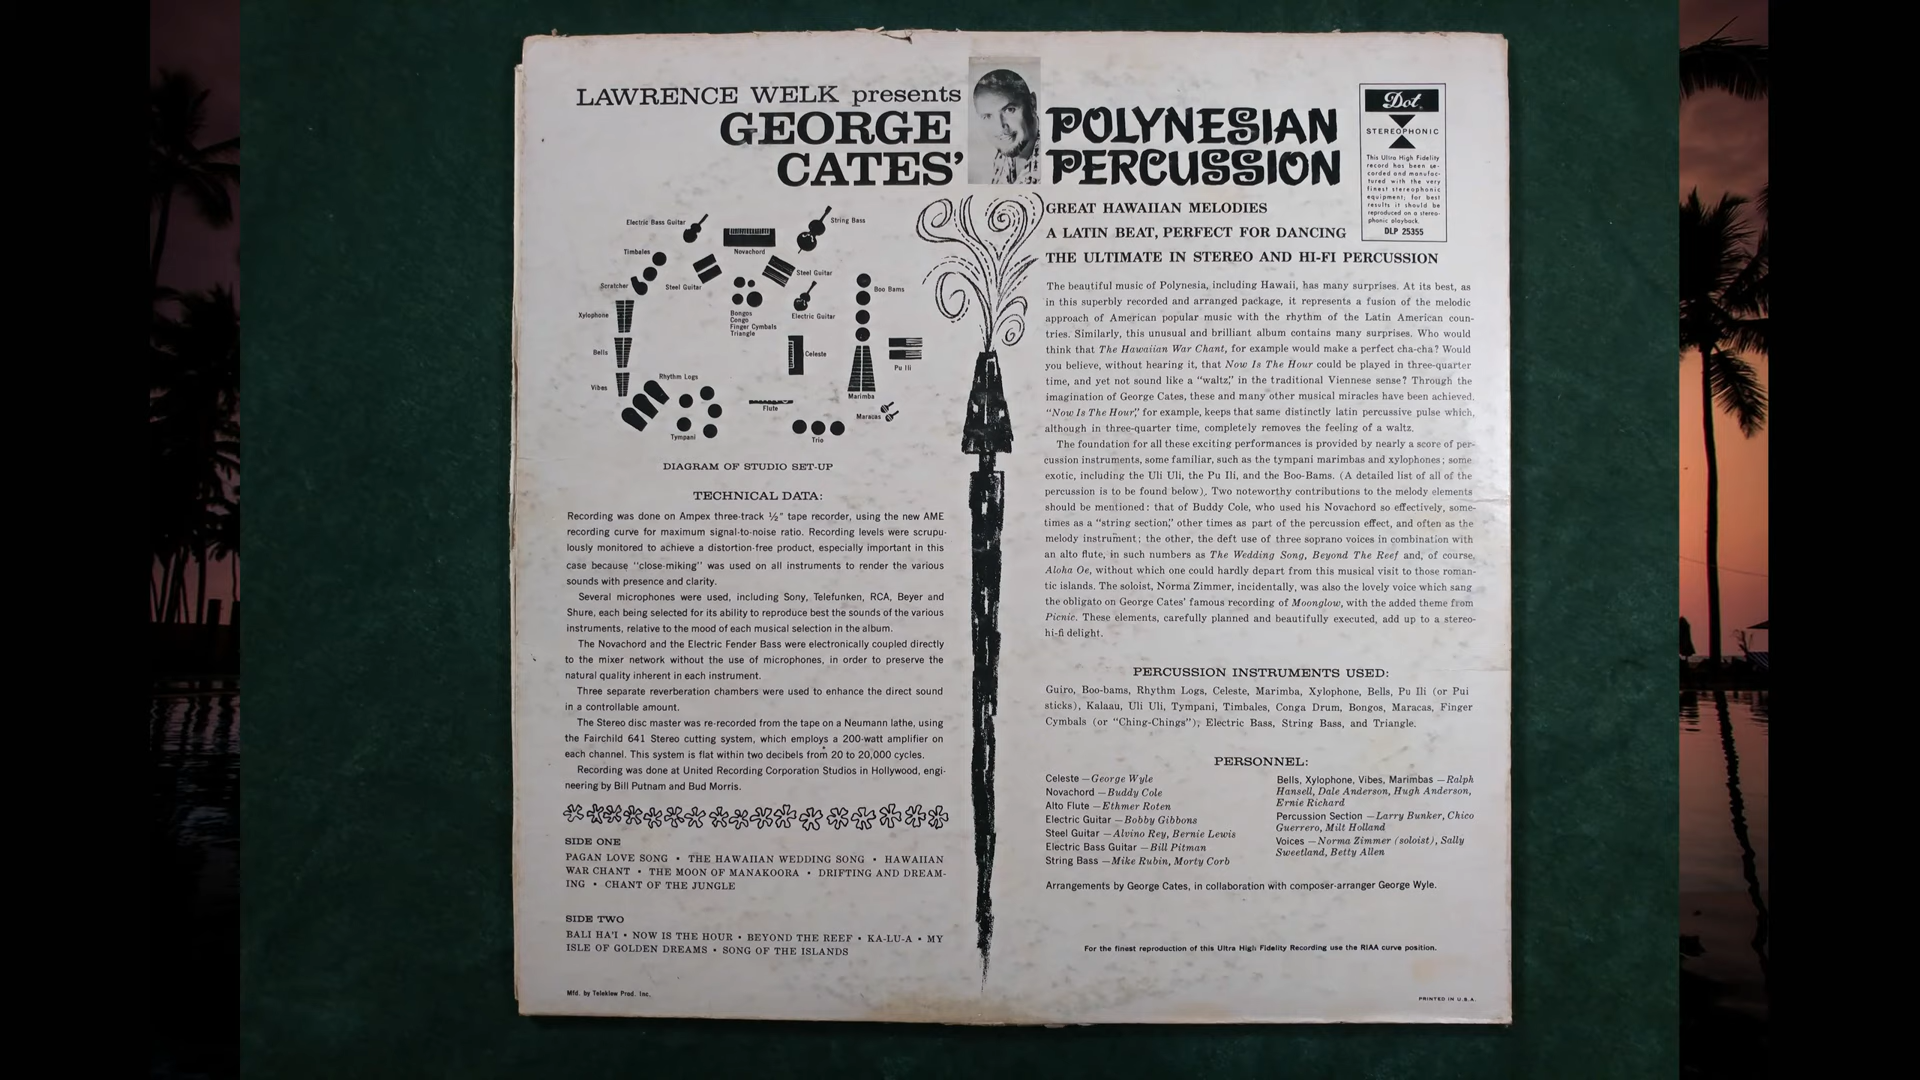 LAWRENCE WELK presents
GEORGE
CATES'
POLYNESIAN
PERCUSSION
Dot
STEREOPHONIC
This Ultra High Fidelity
record has been re-
corded and manufac-
tured with the very
finest stereophonic
equipment; for best
results it should be
reproduced on a stereo-
phonic playback.
DLP 25355
GREAT HAWAIIAN MELODIES
A LATIN BEAT, PERFECT FOR DANCING
THE ULTIMATE IN STEREO AND HI-FI PERCUSSION
Electric Bass Guitar
String Bass
Timbales
Novachord
Scratcher
Steel Guitar
Steel Guitar
Boo Bams
Xylophone
Bongos
Congo
Finger Cymbals
Triangle
Electric Guitar
Bells
Celeste
Pu Ili
Vibes
Rhythm Logs
Marimba
Flute
Maracas
Tympani
Trio
DIAGRAM OF STUDIO SET-UP
TECHNICAL DATA:
Recording was done on Ampex three-track ½" tape recorder, using the new AME
recording curve for maximum signal-to-noise ratio. Recording levels were scrupu-
lously monitored to achieve a distortion-free product, especially important in this
case because "close-miking" was used on all instruments to render the various
sounds with presence and clarity.
Several microphones were used, including Sony, Telefunken, RCA, Beyer and
Shure, each being selected for its ability to reproduce best the sounds of the various
instruments, relative to the mood of each musical selection in the album.
The Novachord and the Electric Fender Bass were electronically coupled directly
to the mixer network without the use of microphones, in order to preserve the
natural quality inherent in each instrument.
Three separate reverberation chambers were used to enhance the direct sound
in a controllable amount.
The Stereo disc master was re-recorded from the tape on a Neumann lathe, using
the Fairchild 641 Stereo cutting system, which employs a 200-watt amplifier on
each channel. This system is flat within two decibels from 20 to 20,000 cycles.
Recording was done at United Recording Corporation Studios in Hollywood, engi-
neering by Bill Putnam and Bud Morris.
SIDE ONE
PAGAN LOVE SONG • THE HAWAIIAN WEDDING SONG • HAWAIIAN
WAR CHANT • THE MOON OF MANAKOORA • DRIFTING AND DREAM-
ING • CHANT OF THE JUNGLE
SIDE TWO
BALI HA'I • NOW IS THE HOUR • BEYOND THE REEF • KA-LU-A • MY
ISLE OF GOLDEN DREAMS • SONG OF THE ISLANDS
Mfd. by Teleklew Prod. Inc.
The beautiful music of Polynesia, including Hawaii, has many surprises. At its best, as
in this superbly recorded and arranged package, it represents a fusion of the melodic
approach of American popular music with the rhythm of the Latin American coun-
tries. Similarly, this unusual and brilliant album contains many surprises. Who would
think that The Hawaiian War Chant, for example would make a perfect cha-cha? Would
you believe, without hearing it, that Now Is The Hour could be played in three-quarter
time, and yet not sound like a "waltz," in the traditional Viennese sense? Through the
imagination of George Cates, these and many other musical miracles have been achieved.
"Now Is The Hour," for example, keeps that same distinctly latin percussive pulse which,
although in three-quarter time, completely removes the feeling of a waltz.
The foundation for all these exciting performances is provided by nearly a score of per-
cussion instruments, some familiar, such as the tympani marimbas and xylophones; some
exotic, including the Uli Uli, the Pu Ili, and the Boo-Bams. (A detailed list of all of the
percussion is to be found below). Two noteworthy contributions to the melody elements
should be mentioned: that of Buddy Cole, who used his Novachord so effectively, some-
times as a "string section," other times as part of the percussion effect, and often as the
melody instrument; the other, the deft use of three soprano voices in combination with
an alto flute, in such numbers as The Wedding Song, Beyond The Reef and, of course,
Aloha Oe, without which one could hardly depart from this musical visit to those roman-
tic islands. The soloist, Norma Zimmer, incidentally, was also the lovely voice which sang
the obligato on George Cates' famous recording of Moonglow, with the added theme from
Picnic. These elements, carefully planned and beautifully executed, add up to a stereo-
hi-fi delight.
PERCUSSION INSTRUMENTS USED:
Guiro, Boo-bams, Rhythm Logs, Celeste, Marimba, Xylophone, Bells, Pu Ili (or Pui
sticks), Kalaau, Uli Uli, Tympani, Timbales, Conga Drum, Bongos, Maracas, Finger
Cymbals (or "Ching-Chings"), Electric Bass, String Bass, and Triangle.
PERSONNEL:
Celeste — George Wyle
Novachord — Buddy Cole
Alto Flute — Ethmer Roten
Electric Guitar — Bobby Gibbons
Steel Guitar — Alvino Rey, Bernie Lewis
Electric Bass Guitar — Bill Pitman
String Bass — Mike Rubin, Morty Corb
Bells, Xylophone, Vibes, Marimbas — Ralph
Hansell, Dale Anderson, Hugh Anderson,
Ernie Richard
Percussion Section — Larry Bunker, Chico
Guerrero, Milt Holland
Voices — Norma Zimmer (soloist), Sally
Sweetland, Betty Allen
Arrangements by George Cates, in collaboration with composer-arranger George Wyle.
For the finest reproduction of this Ultra High Fidelity Recording use the RIAA curve position.
PRINTED IN U.S.A.